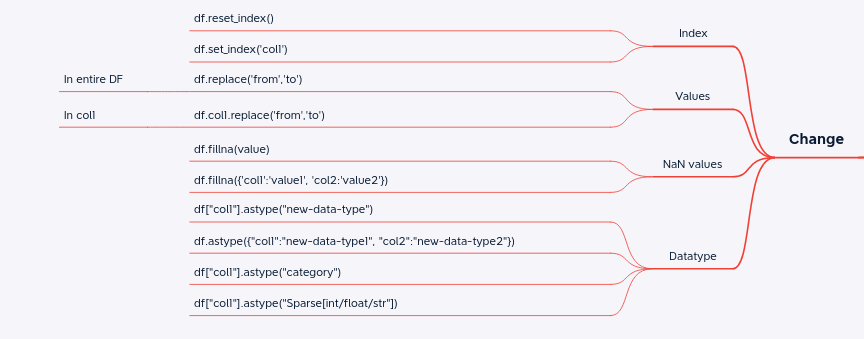 Change
Index
df.reset_index()
df.set_index('col1')
Values
In entire DF
df.replace('from','to')
In col1
df.col1.replace('from','to')
NaN values
df.fillna(value)
df.fillna({'col1':'value1', 'col2:'value2'})
Datatype
df["col1"].astype("new-data-type")
df.astype({"col1":"new-data-type1", "col2":"new-data-type2"})
df["col1"].astype("category")
df["col1"].astype("Sparse[int/float/str"])